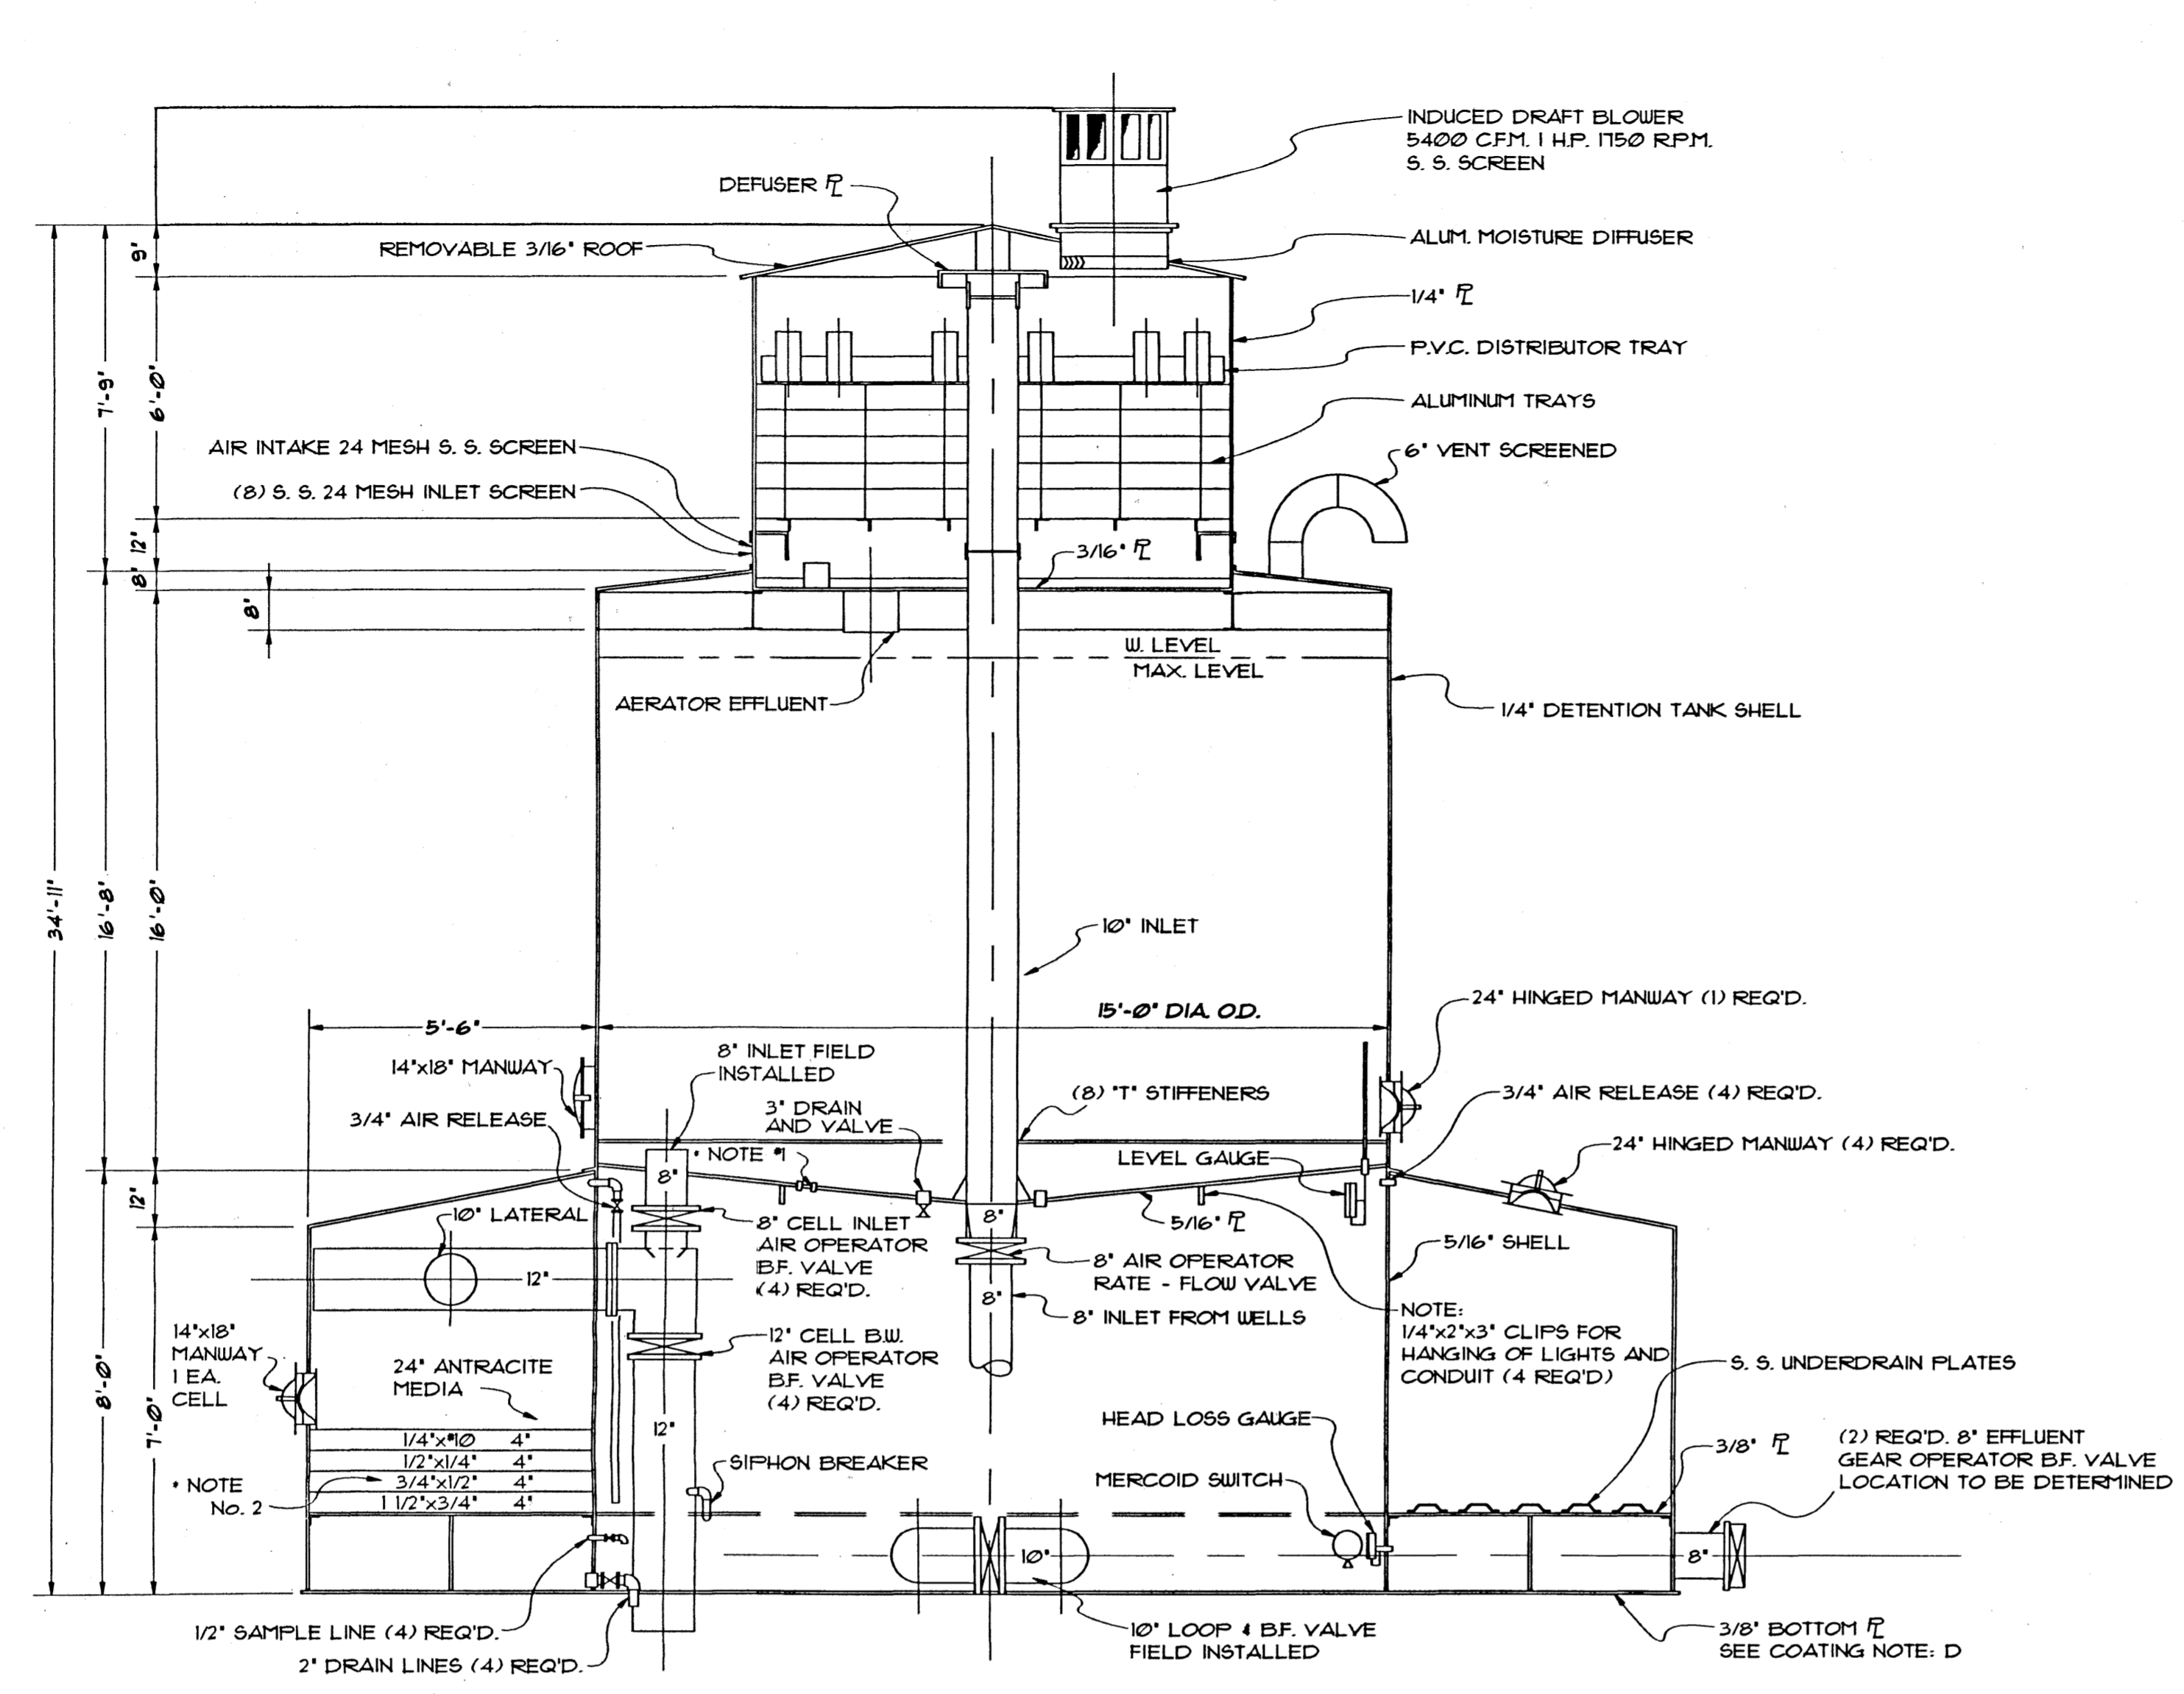 INDUCED DRAFT BLOWER
5400 C.F.M. 1 H.P. 1750 R.P.M.
S. S. SCREEN
DEFUSER PL
ALUM. MOISTURE DIFFUSER
REMOVABLE 3/16" ROOF
9"
1/4" PL
P.V.C. DISTRIBUTOR TRAY
7'-9"
6'-0"
ALUMINUM TRAYS
AIR INTAKE 24 MESH S. S. SCREEN
6" VENT SCREENED
(8) S. S. 24 MESH INLET SCREEN
12"
3/16" PL
8"
8"
W. LEVEL
MAX. LEVEL
AERATOR EFFLUENT
1/4" DETENTION TANK SHELL
34'-11"
16'-8"
16'-0"
10" INLET
24" HINGED MANWAY (1) REQ'D.
5'-6"
15'-0" DIA. O.D.
8" INLET FIELD
INSTALLED
14"x18" MANWAY
3/4" AIR RELEASE
3" DRAIN
AND VALVE
(8) "T" STIFFENERS
3/4" AIR RELEASE (4) REQ'D.
24" HINGED MANWAY (4) REQ'D.
* NOTE #1
LEVEL GAUGE
8"
12"
10" LATERAL
8" CELL INLET
AIR OPERATOR
B.F. VALVE
(4) REQ'D.
8"
5/16" PL
5/16" SHELL
12"
8" AIR OPERATOR
RATE - FLOW VALVE
8"
8" INLET FROM WELLS
NOTE:
1/4"x2"x3" CLIPS FOR
HANGING OF LIGHTS AND
CONDUIT (4 REQ'D)
14"x18"
MANWAY
1 EA.
CELL
12" CELL B.W.
AIR OPERATOR
B.F. VALVE
(4) REQ'D.
24" ANTRACITE
MEDIA
S. S. UNDERDRAIN PLATES
8'-0"
7'-0"
12"
HEAD LOSS GAUGE
3/8" PL
(2) REQ'D. 8" EFFLUENT
GEAR OPERATOR B.F. VALVE
LOCATION TO BE DETERMINED
1/4"x#10 4"
1/2"x1/4" 4"
3/4"x1/2" 4"
1 1/2"x3/4" 4"
* NOTE
No. 2
SIPHON BREAKER
MERCOID SWITCH
10"
8"
1/2" SAMPLE LINE (4) REQ'D.
2" DRAIN LINES (4) REQ'D.
10" LOOP & B.F. VALVE
FIELD INSTALLED
3/8" BOTTOM PL
SEE COATING NOTE: D